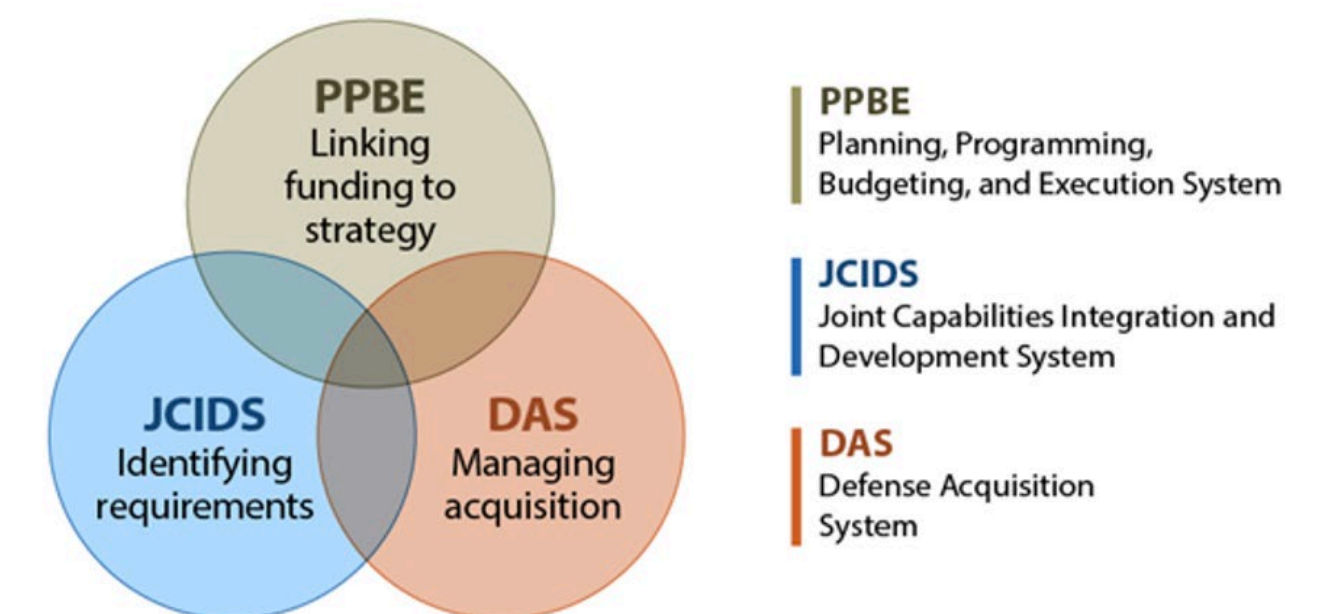 PPBE
Linking
funding to
strategy
JCIDS
Identifying
requirements
DAS
Managing
acquisition
PPBE
Planning, Programming,
Budgeting, and Execution System
JCIDS
Joint Capabilities Integration and
Development System
DAS
Defense Acquisition
System